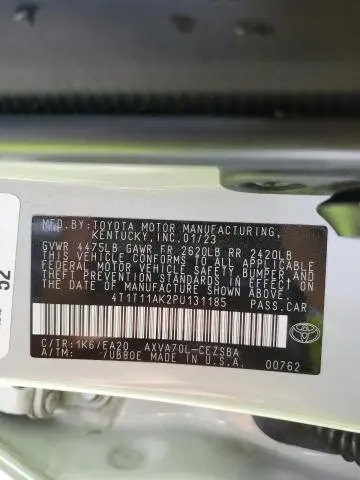 MFD. BY: TOYOTA MOTOR MANUFACTURING,
KENTUCKY, INC. 01/23
GVWR 4475LB GAWR FR 2620LB RR 2420LB
THIS VEHICLE CONFORMS TO ALL APPLICABLE
FEDERAL MOTOR VEHICLE SAFETY, BUMPER AND
THEFT PREVENTION STANDARDS IN EFFECT ON
THE DATE OF MANUFACTURE SHOWN ABOVE.
4T1T11AK2PU131185 PASS.CAR
C/TR: 1K6/EA20 AXVA70L-CEZSBA
A/TM: /UB80E MADE IN U.S.A. 00762
52